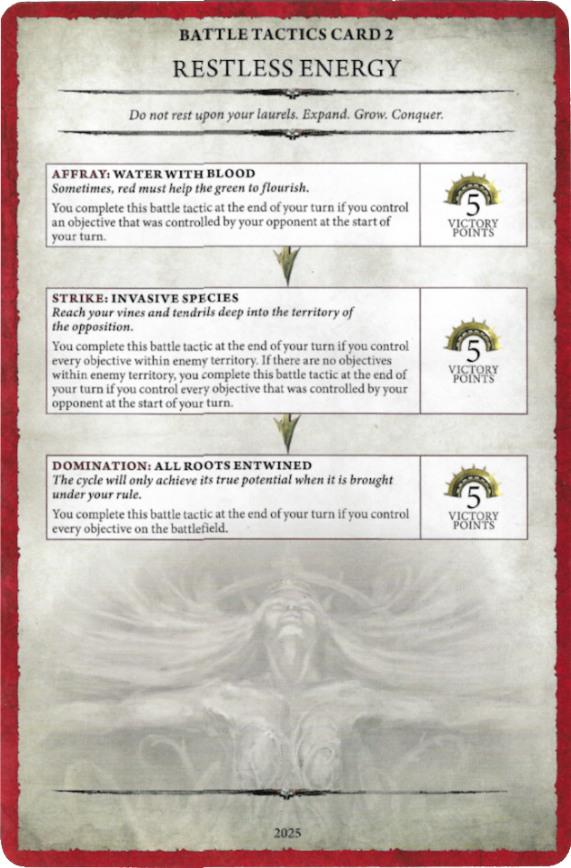 BATTLE TACTICS CARD 2
RESTLESS ENERGY
Do not rest upon your laurels. Expand. Grow. Conquer.
AFFRAY: WATER WITH BLOOD
Sometimes, red must help the green to flourish.
You complete this battle tactic at the end of your turn if you control
an objective that was controlled by your opponent at the start of
your turn.
5
VICTORY
POINTS
STRIKE: INVASIVE SPECIES
Reach your vines and tendrils deep into the territory of
the opposition.
You complete this battle tactic at the end of your turn if you control
every objective within enemy territory. If there are no objectives
within enemy territory, you complete this battle tactic at the end of
your turn if you control every objective that was controlled by your
opponent at the start of your turn.
5
VICTORY
POINTS
DOMINATION: ALL ROOTS ENTWINED
The cycle will only achieve its true potential when it is brought
under your rule.
You complete this battle tactic at the end of your turn if you control
every objective on the battlefield.
5
VICTORY
POINTS
2025